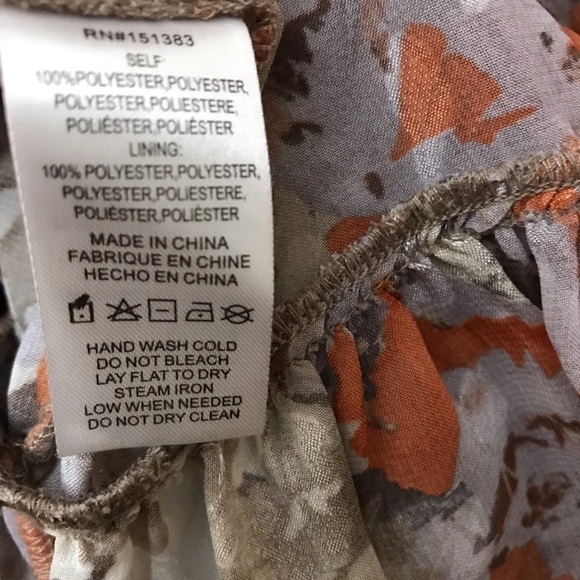 RN#151383
SELF:
100%POLYESTER,POLYESTER,
POLYESTER,POLIESTERE,
POLIÉSTER,POLIÉSTER
LINING:
100% POLYESTER,POLYESTER,
POLYESTER,POLIESTERE,
POLIÉSTER,POLIÉSTER
MADE IN CHINA
FABRIQUE EN CHINE
HECHO EN CHINA
HAND WASH COLD
DO NOT BLEACH
LAY FLAT TO DRY
STEAM IRON
LOW WHEN NEEDED
DO NOT DRY CLEAN